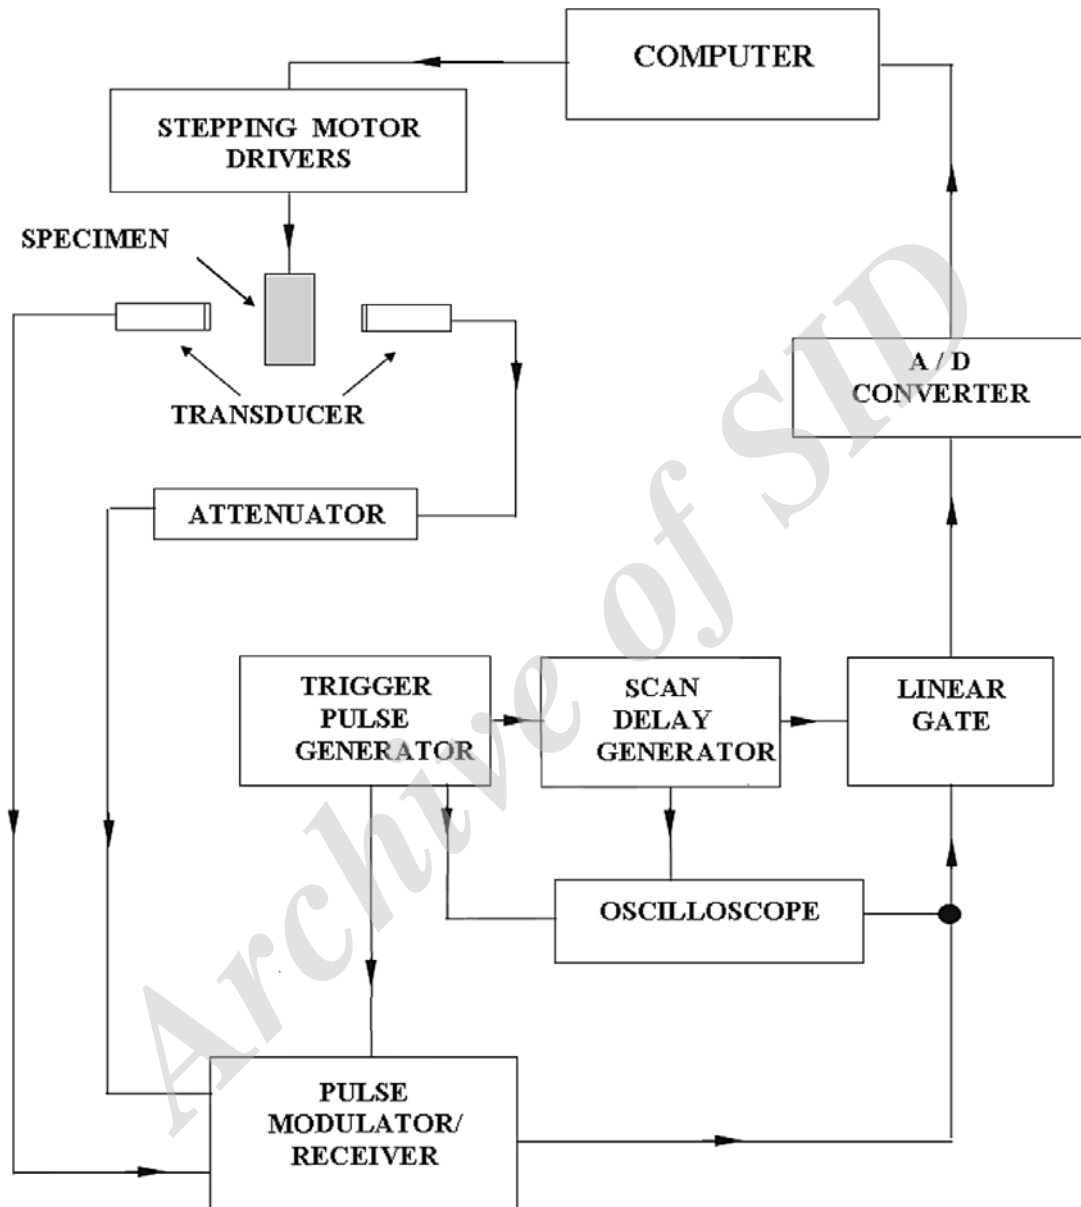 COMPUTER
STEPPING MOTOR
DRIVERS
SPECIMEN
TRANSDUCER
A / D
CONVERTER
ATTENUATOR
TRIGGER
PULSE
GENERATOR
SCAN
DELAY
GENERATOR
LINEAR
GATE
OSCILLOSCOPE
PULSE
MODULATOR/
RECEIVER
Archive of SID